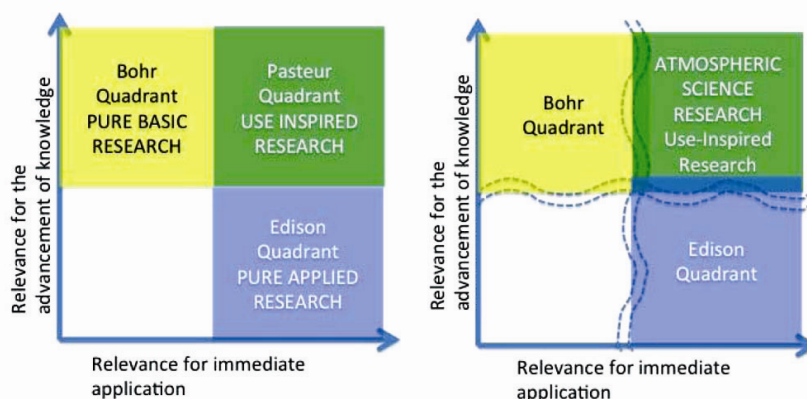 Relevance for the
advancement of knowledge
Bohr
Quadrant
PURE BASIC
RESEARCH
Pasteur
Quadrant
USE INSPIRED
RESEARCH
Edison
Quadrant
PURE APPLIED
RESEARCH
Relevance for immediate
application
Relevance for the
advancement of knowledge
Bohr
Quadrant
ATMOSPHERIC
SCIENCE
RESEARCH
Use-Inspired
Research
Edison
Quadrant
Relevance for immediate
application